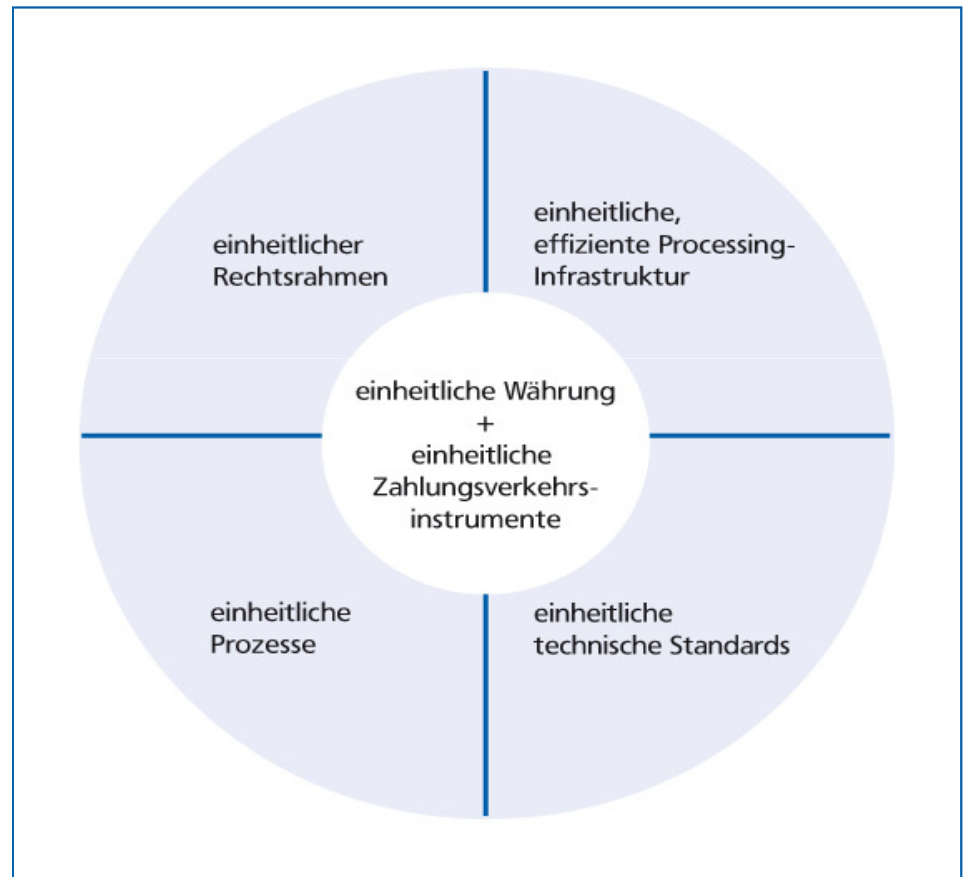 einheitlicher
Rechtsrahmen
einheitliche,
effiziente Processing-
Infrastruktur
einheitliche Währung
+
einheitliche
Zahlungsverkehrs-
instrumente
einheitliche
Prozesse
einheitliche
technische Standards